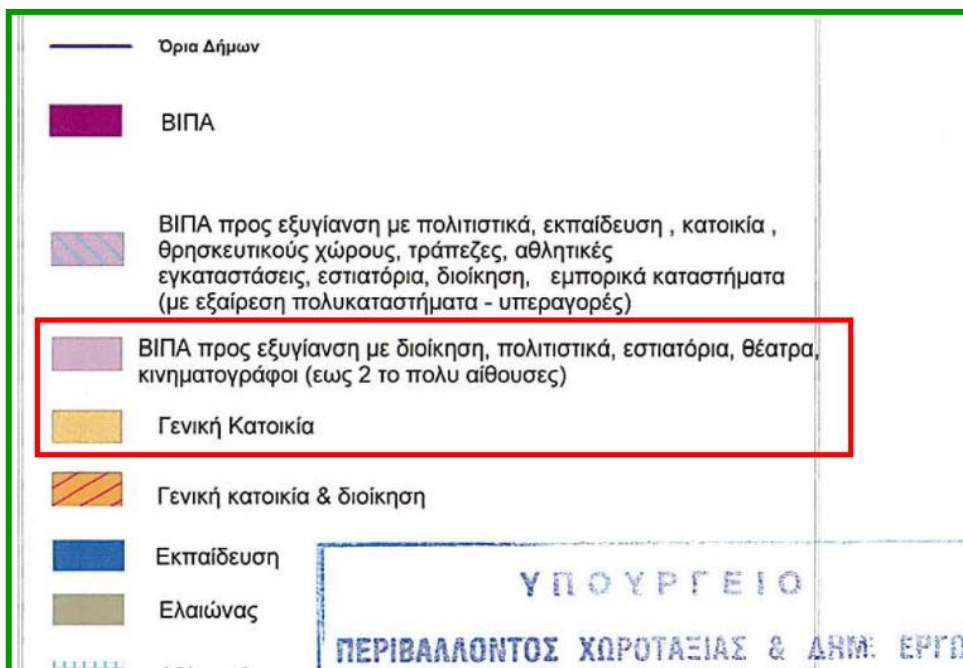 Όρια Δήμων
ΒΙΠΑ
ΒΙΠΑ προς εξυγίανση με πολιτιστικά, εκπαίδευση , κατοικία ,
θρησκευτικούς χώρους, τράπεζες, αθλητικές
εγκαταστάσεις, εστιατόρια, διοίκηση, εμπορικά καταστήματα
(με εξαίρεση πολυκαταστήματα - υπεραγορές)
ΒΙΠΑ προς εξυγίανση με διοίκηση, πολιτιστικά, εστιατόρια, θέατρα,
κινηματογράφοι (εως 2 το πολυ αίθουσες)
Γενική Κατοικία
Γενική κατοικία & διοίκηση
Εκπαίδευση
Ελαιώνας
ΥΠΟΥΡΓΕΙΟ
ΠΕΡΙΒΑΛΛΟΝΤΟΣ ΧΩΡΟΤΑΞΙΑΣ & ΔΗΜ. ΕΡΓΩ